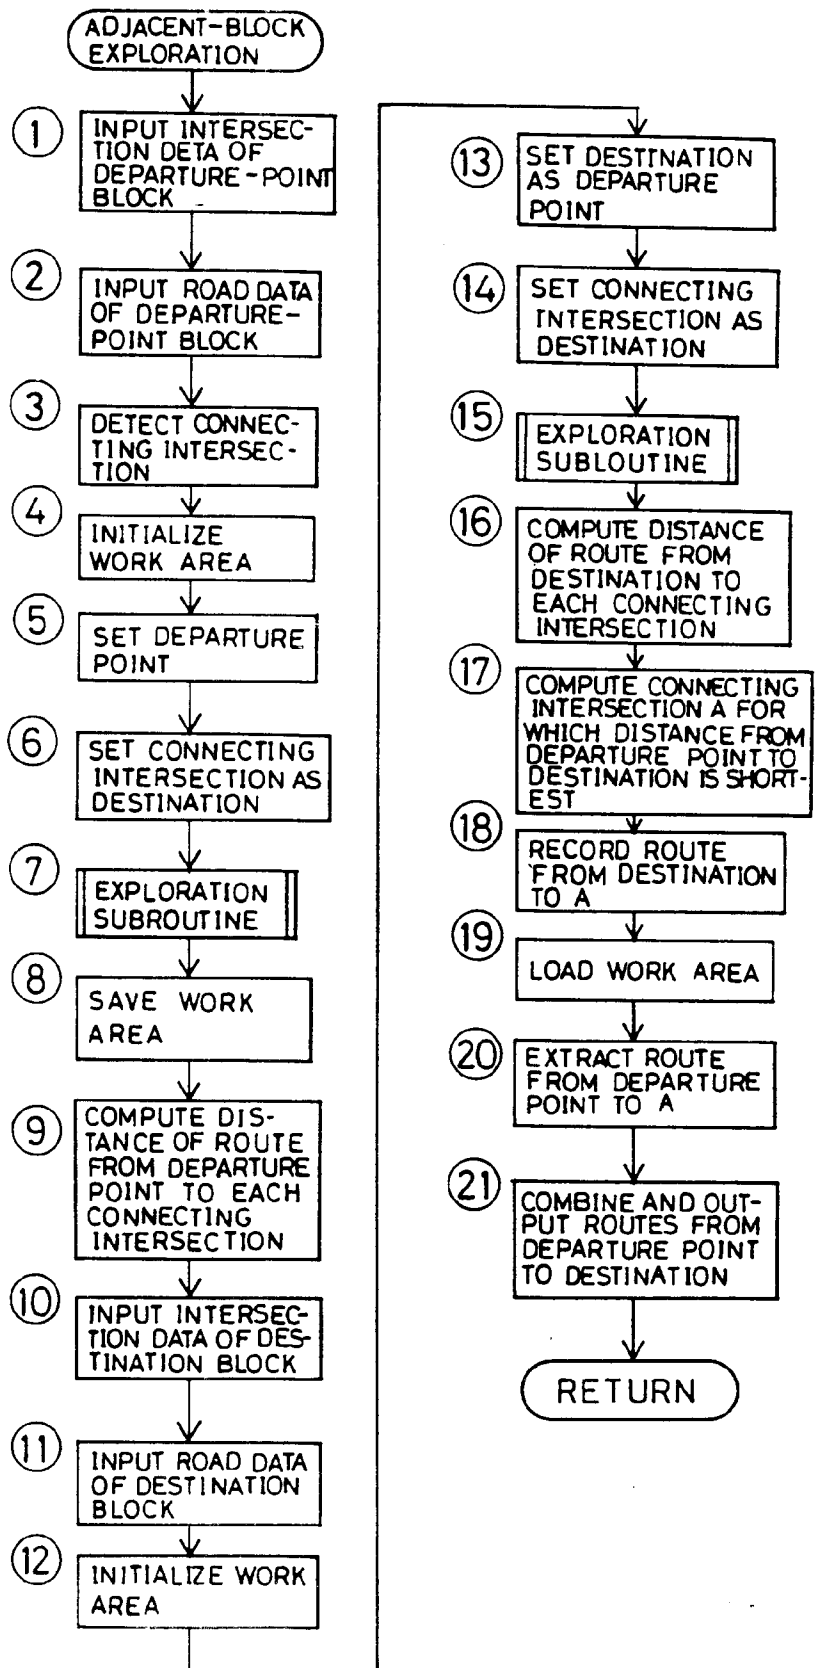 ADJACENT-BLOCK
EXPLORATION
1
INPUT INTERSEC-
TION DETA OF
DEPARTURE-POINT
BLOCK
2
INPUT ROAD DATA
OF DEPARTURE-
POINT BLOCK
3
DETECT CONNEC-
TING INTERSEC-
TION
4
INITIALIZE
WORK AREA
5
SET DEPARTURE
POINT
6
SET CONNECTING
INTERSECTION AS
DESTINATION
7
EXPLORATION
SUBROUTINE
8
SAVE WORK
AREA
9
COMPUTE DIS-
TANCE OF ROUTE
FROM DEPARTURE
POINT TO EACH
CONNECTING
INTERSECTION
10
INPUT INTERSEC-
TION DATA OF DES-
TINATION BLOCK
11
INPUT ROAD DATA
OF DESTINATION
BLOCK
12
INITIALIZE WORK
AREA
13
SET DESTINATION
AS DEPARTURE
POINT
14
SET CONNECTING
INTERSECTION AS
DESTINATION
15
EXPLORATION
SUBLOUTINE
16
COMPUTE DISTANCE
OF ROUTE FROM
DESTINATION TO
EACH CONNECTING
INTERSECTION
17
COMPUTE CONNECTING
INTERSECTION A FOR
WHICH DISTANCE FROM
DEPARTURE POINT TO
DESTINATION IS SHORT-
EST
18
RECORD ROUTE
FROM DESTINATION
TO A
19
LOAD WORK AREA
20
EXTRACT ROUTE
FROM DEPARTURE
POINT TO A
21
COMBINE AND OUT-
PUT ROUTES FROM
DEPARTURE POINT
TO DESTINATION
RETURN